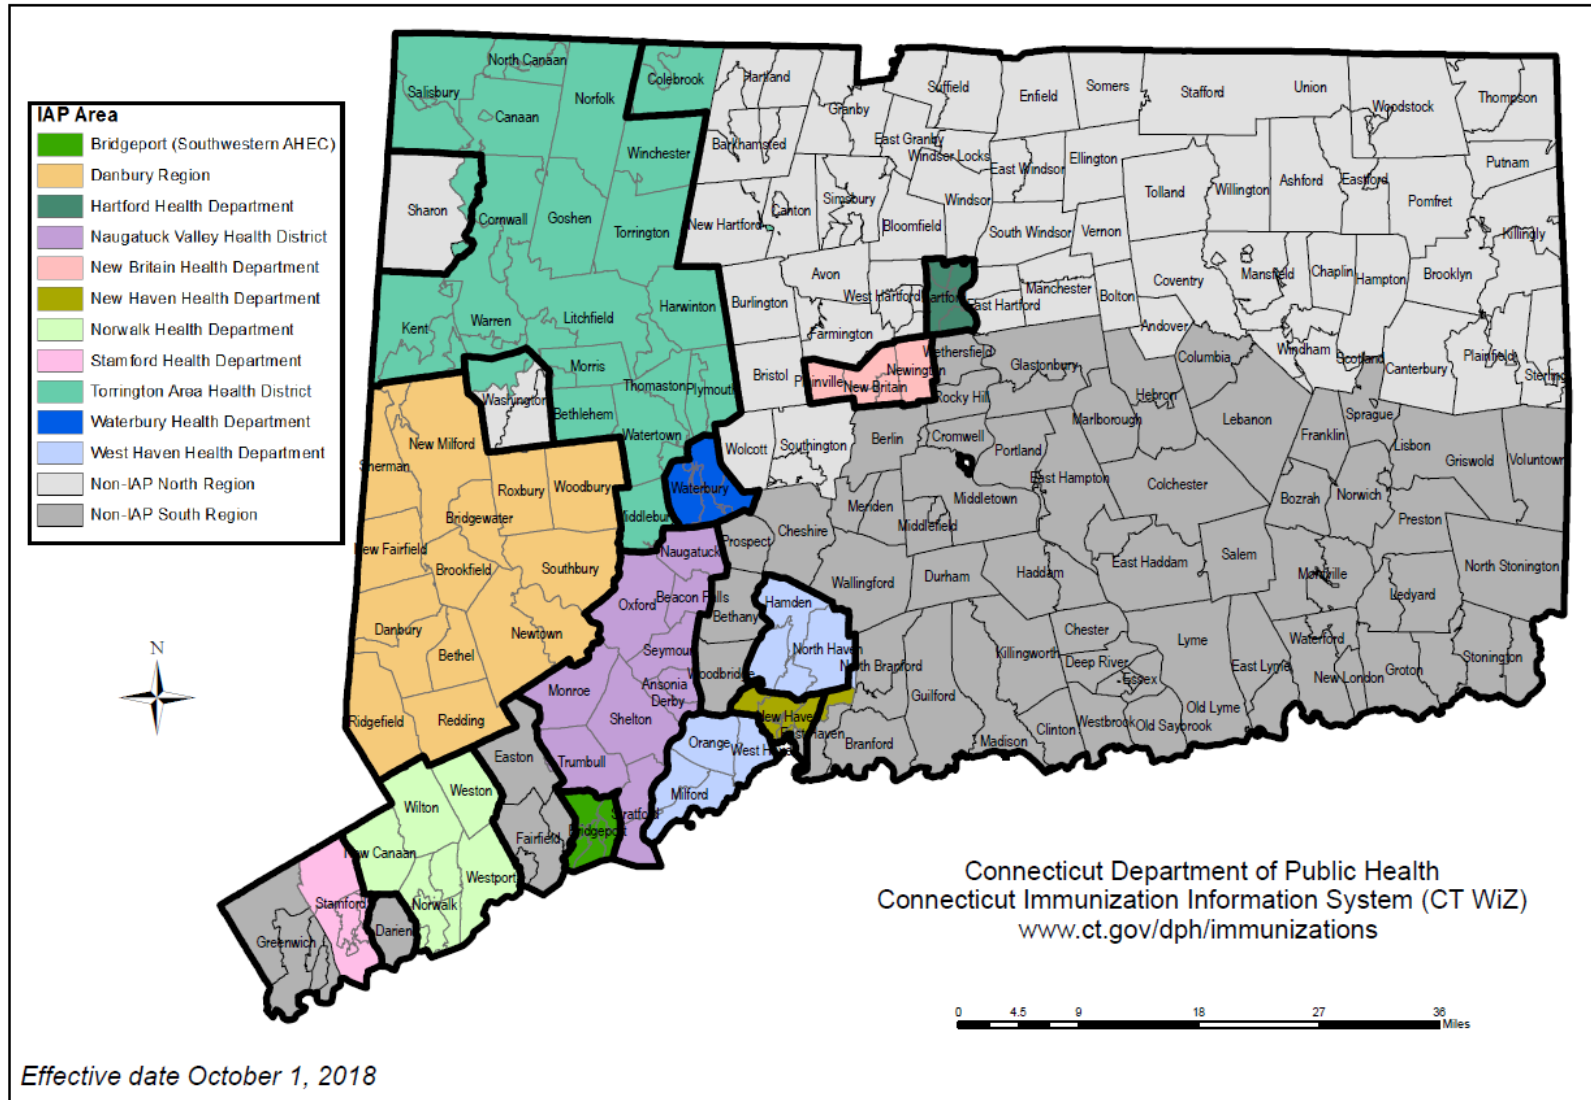 IAP Area
Bridgeport (Southwestern AHEC)
Danbury Region
Hartford Health Department
Naugatuck Valley Health District
New Britain Health Department
New Haven Health Department
Norwalk Health Department
Stamford Health Department
Torrington Area Health District
Waterbury Health Department
West Haven Health Department
Non-IAP North Region
Non-IAP South Region
N
North Canaan
Colebrook
Salisbury
Norfolk
Canaan
Hartland
Suffield
Granby
Enfield
Somers
Stafford
Union
Woodstock
Thompson
Winchester
Barkhamsted
East Granby
Windsor Locks
East Windsor
Ellington
Putnam
Sharon
Cornwall
Goshen
Torrington
New Hartford
Canton
Simsbury
Bloomfield
Windsor
South Windsor
Vernon
Tolland
Willington
Ashford
Eastford
Pomfret
Killingly
Kent
Warren
Litchfield
Harwinton
Burlington
Avon
West Hartford
Hartford
East Hartford
Manchester
Bolton
Coventry
Mansfield
Chaplin
Hampton
Brooklyn
Farmington
Andover
Windham
Scotland
Plainfield
Sterling
Canterbury
Morris
Washington
Bethlehem
Thomaston
Plymouth
Bristol
Plainville
New Britain
Newington
Wethersfield
Rocky Hill
Glastonbury
Columbia
Hebron
Marlborough
Lebanon
Sprague
Franklin
Lisbon
Griswold
Voluntown
New Milford
Sherman
Watertown
Wolcott
Southington
Berlin
Cromwell
Portland
East Hampton
Colchester
Bozrah
Norwich
Preston
Roxbury
Woodbury
Bridgewater
Waterbury
Middlebury
Meriden
Middletown
Middlefield
New Fairfield
Brookfield
Southbury
Naugatuck
Prospect
Cheshire
Wallingford
Durham
Haddam
East Haddam
Salem
Montville
Ledyard
North Stonington
Danbury
Bethel
Newtown
Oxford
Beacon Falls
Bethany
Hamden
North Haven
Seymour
Woodbridge
North Branford
Killingworth
Chester
Deep River
Essex
Lyme
East Lyme
Waterford
New London
Groton
Stonington
Monroe
Ansonia
Derby
Shelton
Guilford
Ridgefield
Redding
Easton
Trumbull
Orange
West Haven
New Haven
East Haven
Branford
Madison
Clinton
Westbrook
Old Saybrook
Old Lyme
Wilton
Weston
Milford
Stratford
Bridgeport
Fairfield
New Canaan
Westport
Norwalk
Stamford
Darien
Greenwich
Connecticut Department of Public Health
Connecticut Immunization Information System (CT WiZ)
www.ct.gov/dph/immunizations
0 4.5 9 18 27 36
Miles
Effective date October 1, 2018